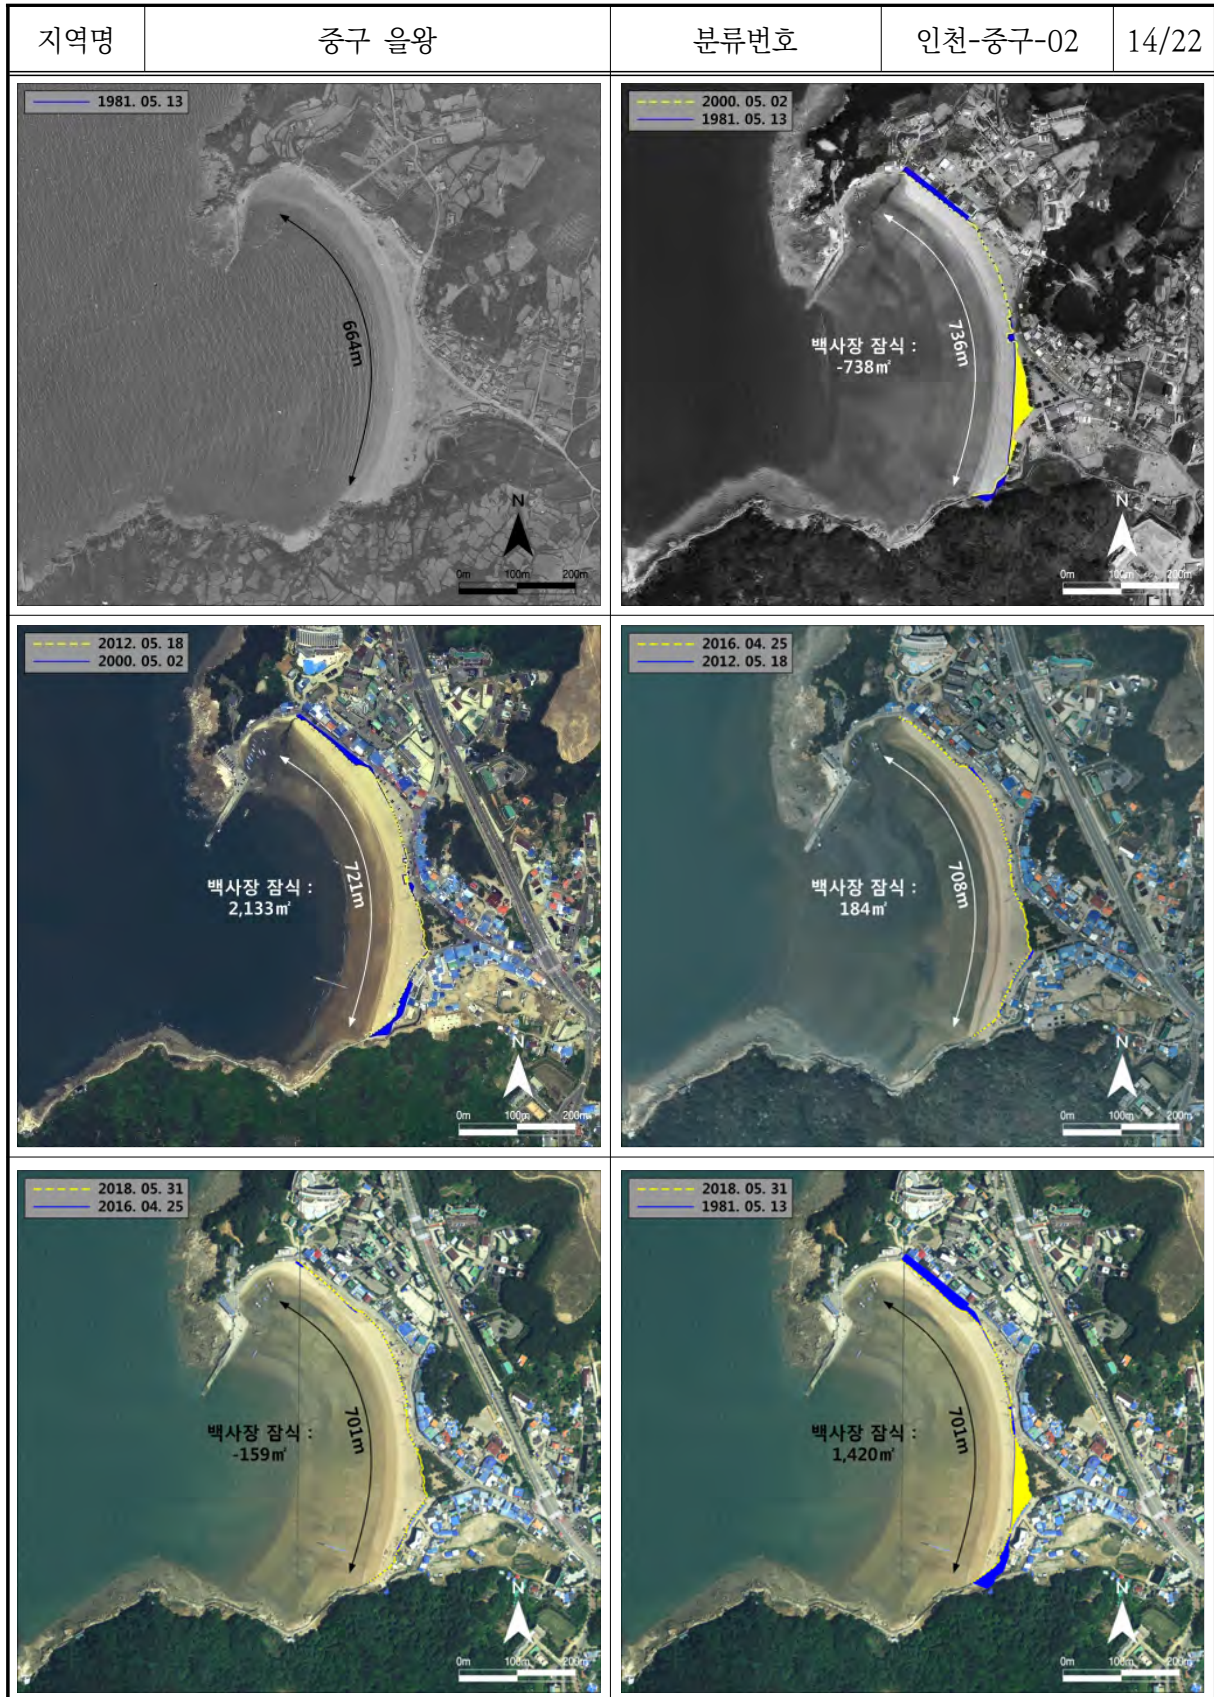 지역명 중구 을왕 분류번호 인천-중구-02 14/22
1981. 05. 13
664m
N
0m 100m 200m
2000. 05. 02
1981. 05. 13
백사장 잠식 :
-738㎡
736m
N
0m 100m 200m
2012. 05. 18
2000. 05. 02
백사장 잠식 :
2,133㎡
721m
N
0m 100m 200m
2016. 04. 25
2012. 05. 18
백사장 잠식 :
184㎡
708m
N
0m 100m 200m
2018. 05. 31
2016. 04. 25
백사장 잠식 :
-159㎡
701m
N
0m 100m 200m
2018. 05. 31
1981. 05. 13
백사장 잠식 :
1,420㎡
701m
N
0m 100m 200m